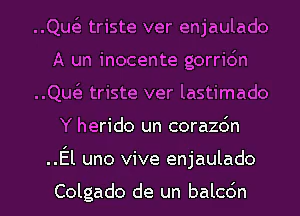 ..Qué triste ver enjaulado
A un inocente gorrión
..Qué triste ver lastimado
Y herido un corazón
..Él uno vive enjaulado
Colgado de un balcón